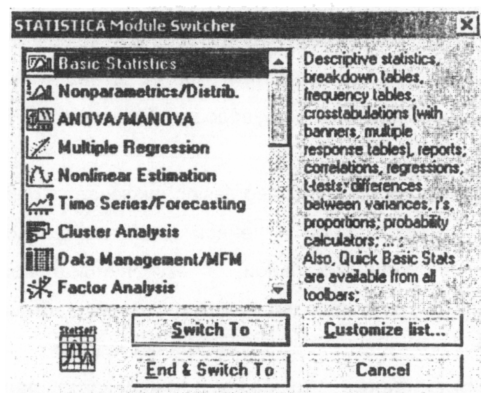 STATISTICA Module Switcher
Basic Statistics
Nonparametrics/Distrib.
ANOVA/MANOVA
Multiple Regression
Nonlinear Estimation
Time Series/Forecasting
Cluster Analysis
Data Management/MFM
Factor Analysis
Descriptive statistics,
breakdown tables,
frequency tables,
crosstabulations (with
banners, multiple
response tables), reports;
correlations, regressions;
t-tests; differences
between variances, r's,
proportions; probability
calculators; ... ;
Also, Quick Basic Stats
are available from all
toolbars;
StatSoft
Switch To
Customize list...
End & Switch To
Cancel